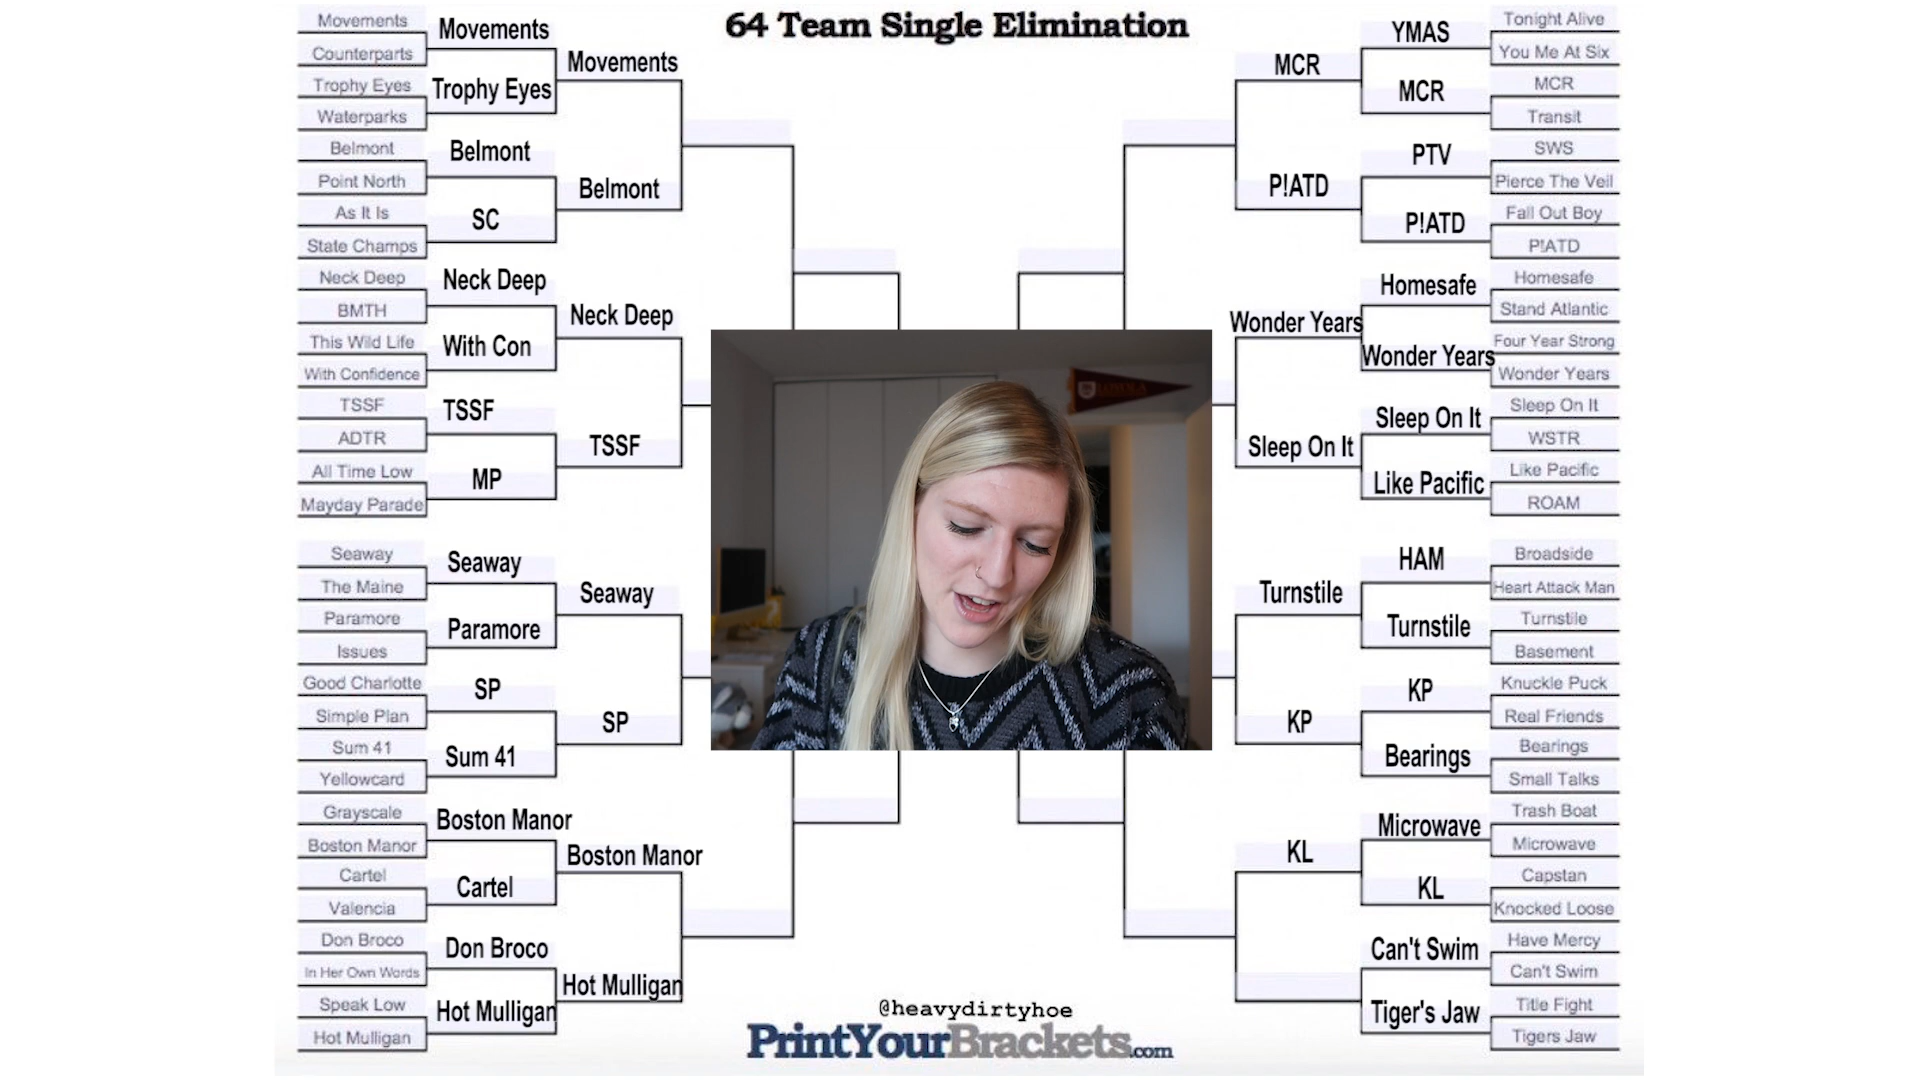 64 Team Single Elimination
Movements
Counterparts
Trophy Eyes
Waterparks
Belmont
Point North
As It Is
State Champs
Neck Deep
BMTH
This Wild Life
With Confidence
TSSF
ADTR
All Time Low
Mayday Parade
Seaway
The Maine
Paramore
Issues
Good Charlotte
Simple Plan
Sum 41
Yellowcard
Grayscale
Boston Manor
Cartel
Valencia
Don Broco
In Her Own Words
Speak Low
Hot Mulligan
Movements
Trophy Eyes
Belmont
SC
Neck Deep
With Con
TSSF
MP
Seaway
Paramore
SP
Sum 41
Boston Manor
Cartel
Don Broco
Hot Mulligan
Movements
Belmont
Neck Deep
TSSF
Seaway
SP
Boston Manor
Hot Mulligan
LOYOLA
MCR
P!ATD
Wonder Years
Sleep On It
Turnstile
KP
KL
YMAS
MCR
PTV
P!ATD
Homesafe
Wonder Years
Sleep On It
Like Pacific
HAM
Turnstile
KP
Bearings
Microwave
KL
Can't Swim
Tiger's Jaw
Tonight Alive
You Me At Six
MCR
Transit
SWS
Pierce The Veil
Fall Out Boy
P!ATD
Homesafe
Stand Atlantic
Four Year Strong
Wonder Years
Sleep On It
WSTR
Like Pacific
ROAM
Broadside
Heart Attack Man
Turnstile
Basement
Knuckle Puck
Real Friends
Bearings
Small Talks
Trash Boat
Microwave
Capstan
Knocked Loose
Have Mercy
Can't Swim
Title Fight
Tigers Jaw
@heavydirtyhoe
PrintYourBrackets.com